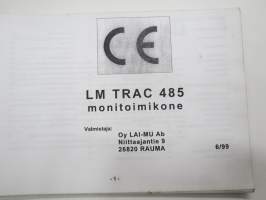 CE
LM TRAC 485
monitoimikone
Valmistaja:
Oy LAI-MU Ab
Niittaajantie 9
26820 RAUMA
6/99
- 1 -